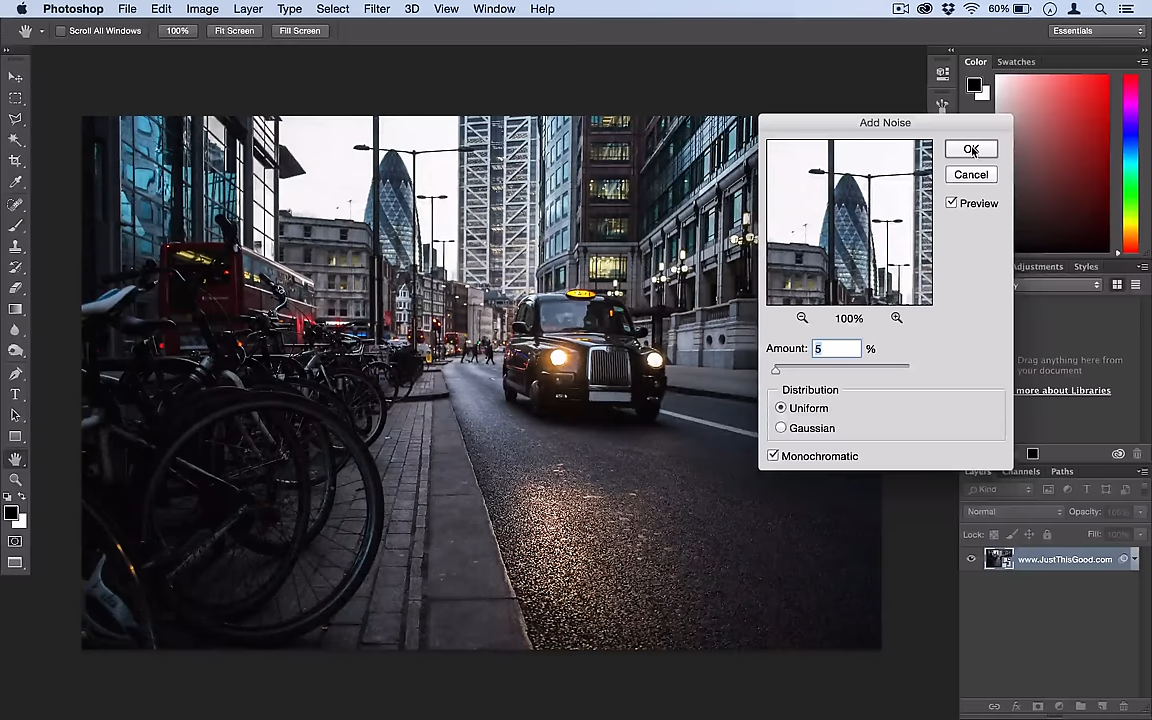 Photoshop File Edit Image Layer Type Select Filter 3D View Window Help 60%
Scroll All Windows 100% Fit Screen Fill Screen Essentials
Color Swatches
Add Noise
OK
Cancel
Preview
100%
Amount: 5 %
Distribution
Uniform
Gaussian
Monochromatic
Adjustments Styles
Drag anything here from
your document
more about Libraries
Layers Channels Paths
Kind
Normal Opacity: 100%
Lock: Fill: 100%
www.JustThisGood.com